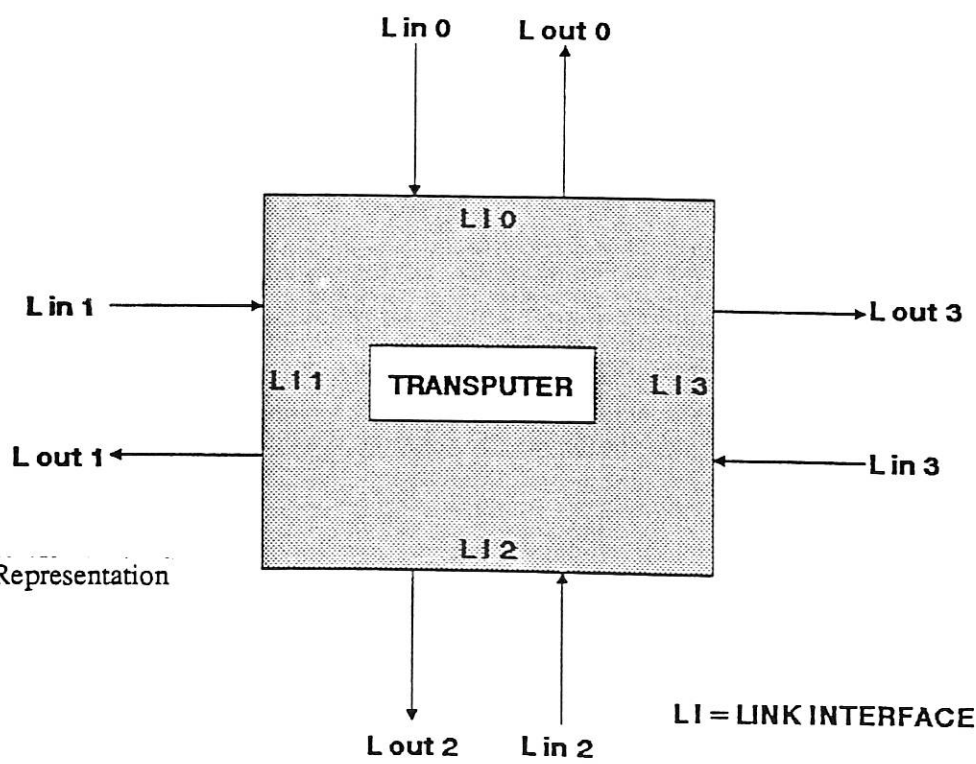 L in 0 L out 0
L I 0
L in 1
L out 3
L I 1 TRANSPUTER L I 3
L out 1
L in 3
L I 2
Representation
L I = LINK INTERFACE
L out 2 L in 2